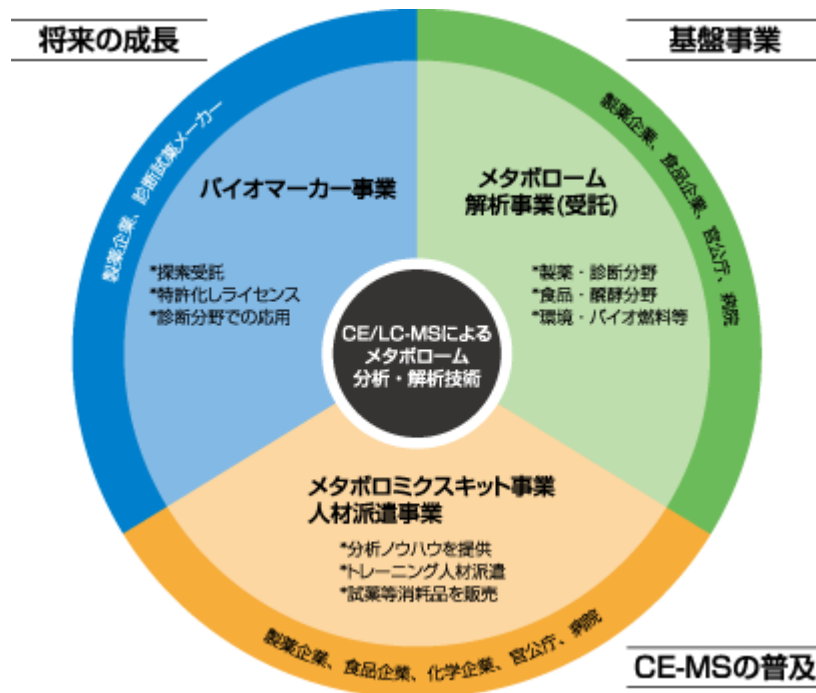 将来の成長
基盤事業
製薬企業、診断試薬メーカー
バイオマーカー事業
*探索受託
*特許化しライセンス
*診断分野での応用
製薬企業、食品企業、官公庁、病院
メタボローム
解析事業(受託)
*製薬・診断分野
*食品・醗酵分野
*環境・バイオ燃料等
CE/LC-MSによる
メタボローム
分析・解析技術
メタボロミクスキット事業
人材派遣事業
*分析ノウハウを提供
*トレーニング人材派遣
*試薬等消耗品を販売
製薬企業、食品企業、化学企業、官公庁、病院
CE-MSの普及